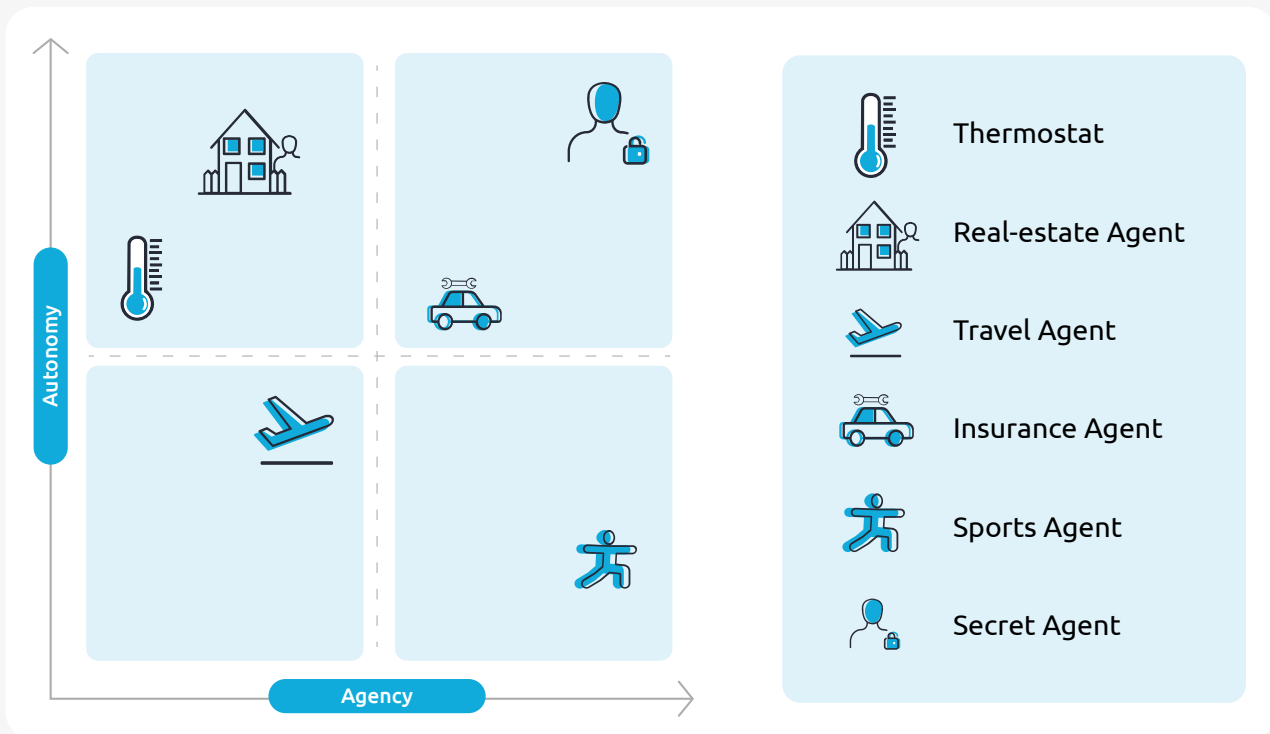 Autonomy
Agency
Thermostat
Real-estate Agent
Travel Agent
Insurance Agent
Sports Agent
Secret Agent